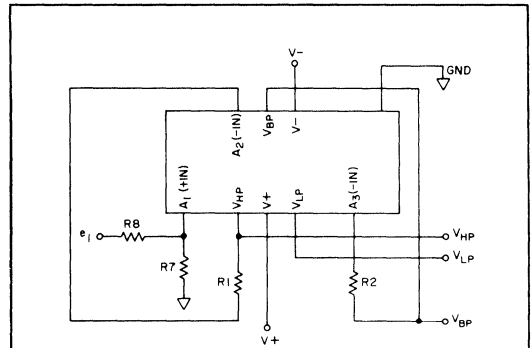 V-
GND
A2(-IN)
VBP
V-
A1(+IN)
VHP
V+
VLP
A3(-IN)
R8
e1
R7
R1
R2
VHP
VLP
VBP
V+